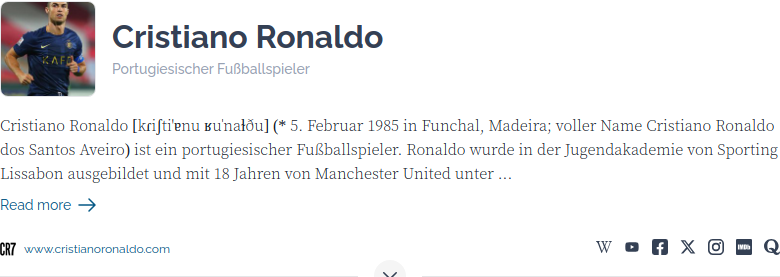 KAFD
Cristiano Ronaldo
Portugiesischer Fußballspieler
Cristiano Ronaldo [kɾiʃti'ɐnu ʁu'naɫðu] (* 5. Februar 1985 in Funchal, Madeira; voller Name Cristiano Ronaldo
dos Santos Aveiro) ist ein portugiesischer Fußballspieler. Ronaldo wurde in der Jugendakademie von Sporting
Lissabon ausgebildet und mit 18 Jahren von Manchester United unter ...
Read more →
CR7 www.cristianoronaldo.com W X IMDb Q